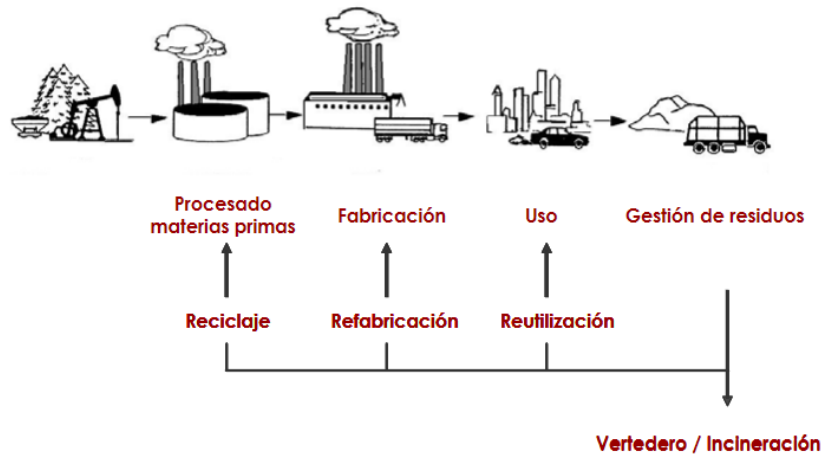 Procesado
materias primas
Fabricación
Uso
Gestión de residuos
Reciclaje
Refabricación
Reutilización
Vertedero / Incineración